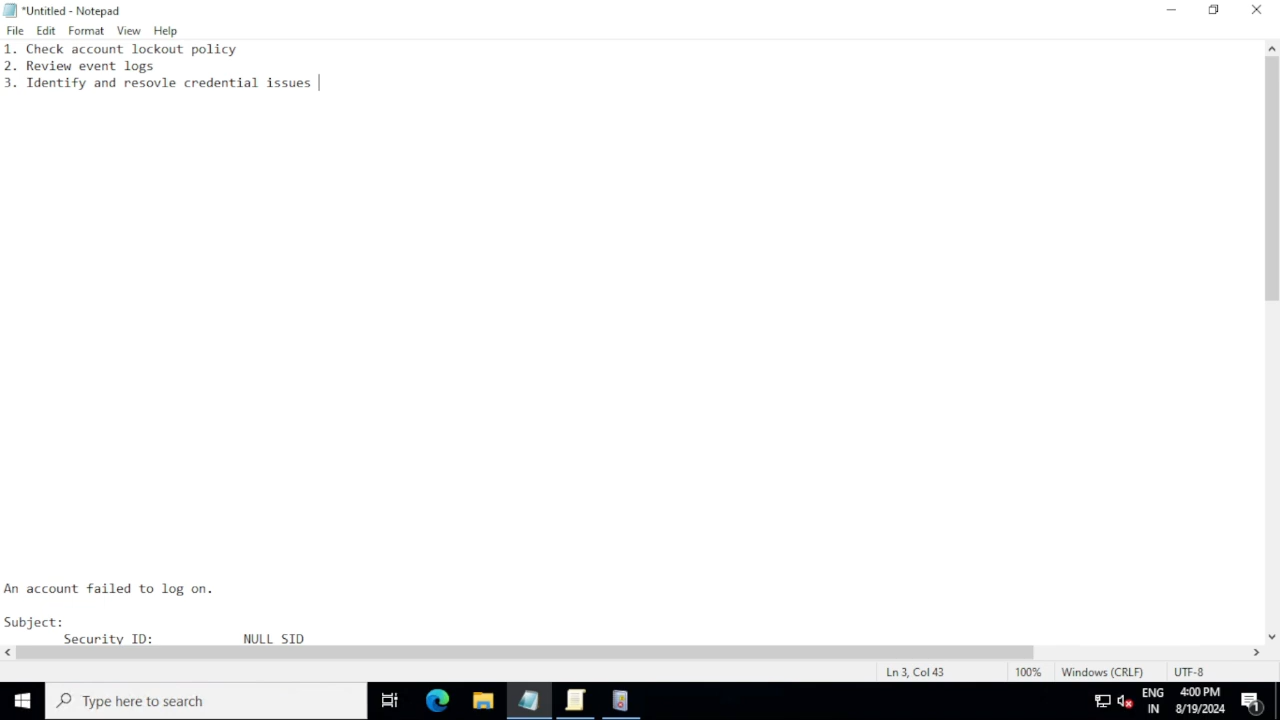 *Untitled - Notepad
File Edit Format View Help
1. Check account lockout policy
2. Review event logs
3. Identify and resovle credential issues
An account failed to log on.
Subject:
Security ID: NULL SID
Ln 3, Col 43 100% Windows (CRLF) UTF-8
Type here to search
ENG
IN
4:00 PM
8/19/2024
1